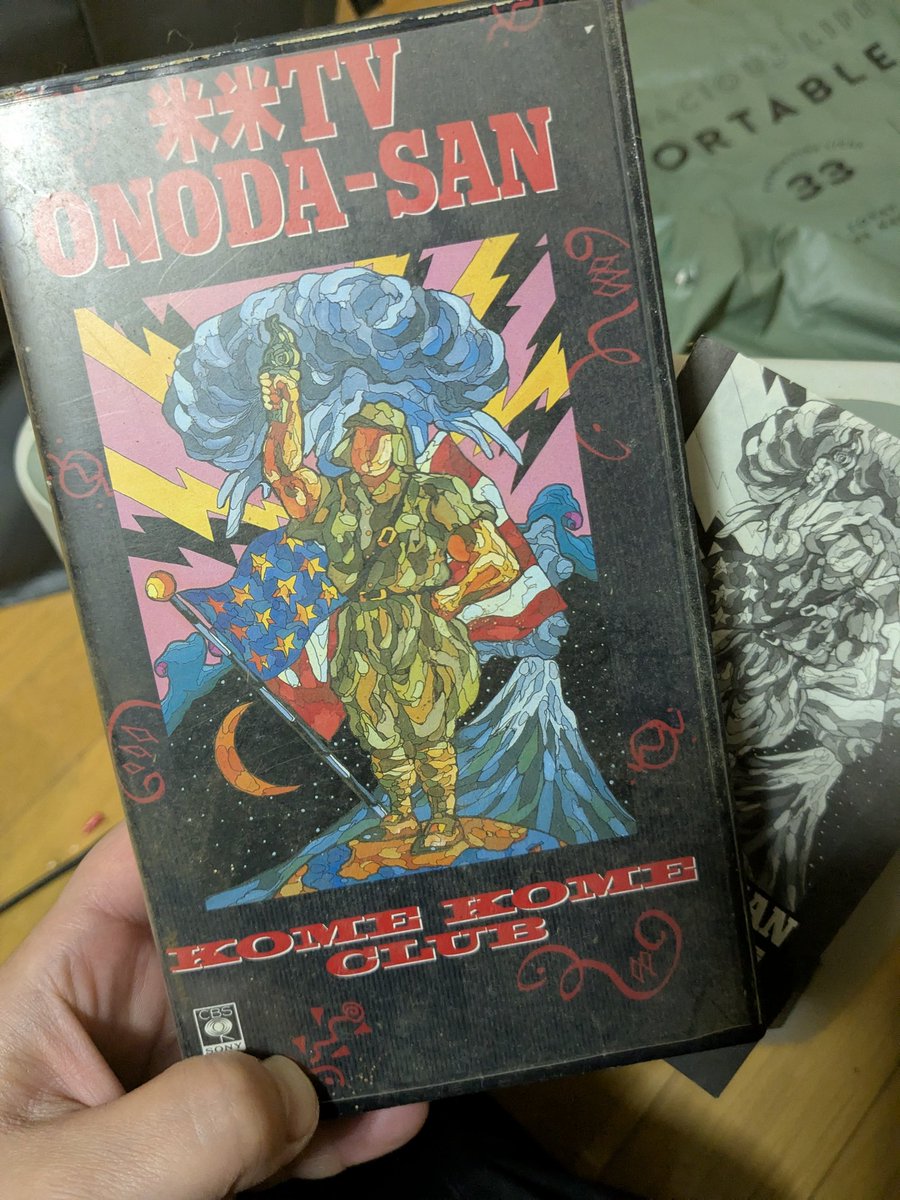 米米TV
ONODA-SAN
KOME KOME
CLUB
CBS
SONY
ORTABLE
33